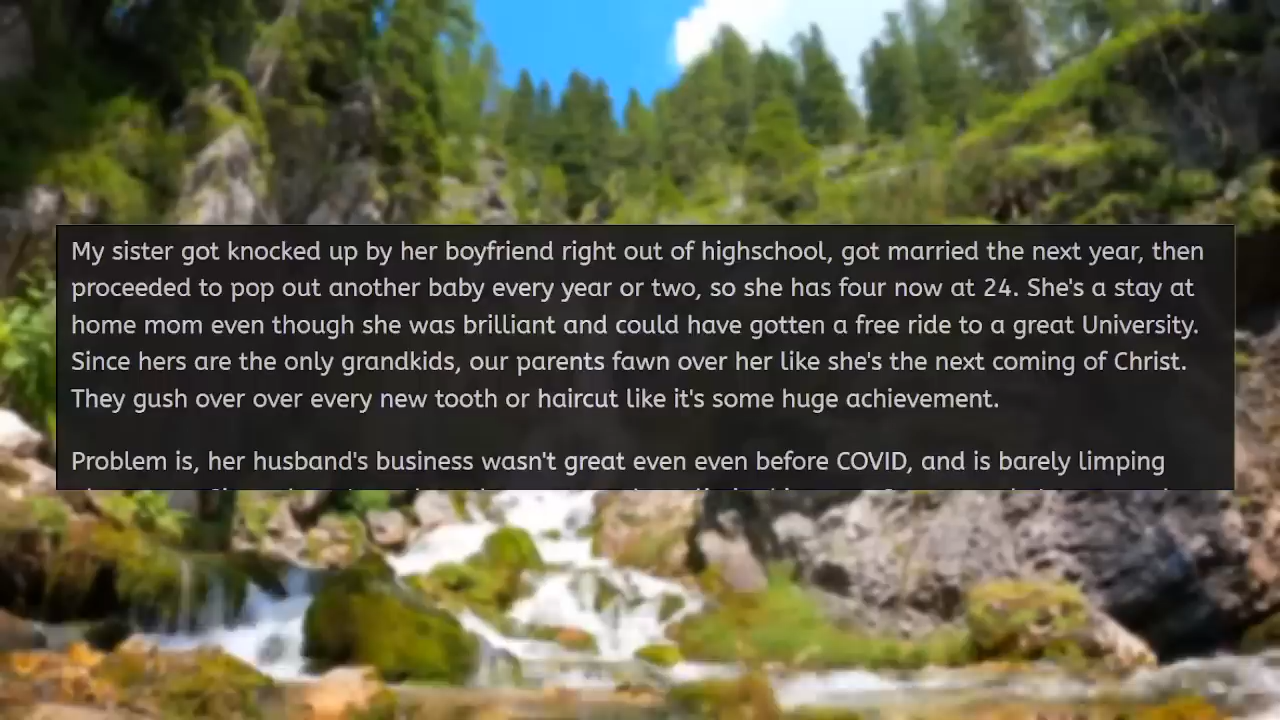 My sister got knocked up by her boyfriend right out of highschool, got married the next year, then
proceeded to pop out another baby every year or two, so she has four now at 24. She's a stay at
home mom even though she was brilliant and could have gotten a free ride to a great University.
Since hers are the only grandkids, our parents fawn over her like she's the next coming of Christ.
They gush over over every new tooth or haircut like it's some huge achievement.
Problem is, her husband's business wasn't great even even before COVID, and is barely limping